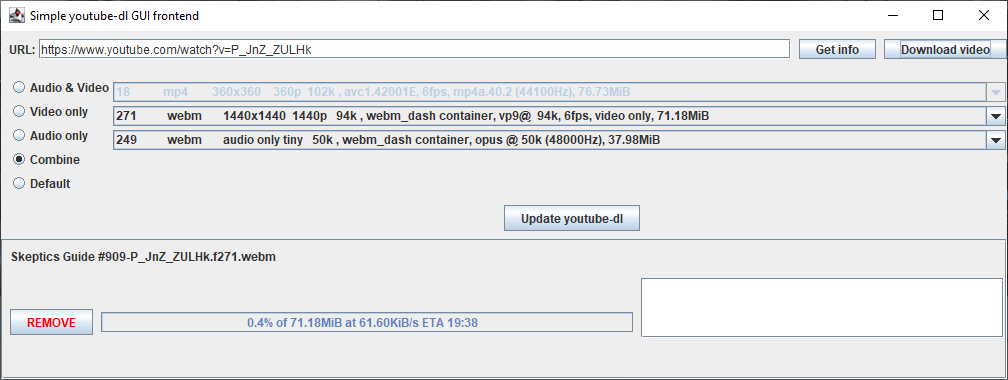 Simple youtube-dl GUI frontend
URL: https://www.youtube.com/watch?v=P_JnZ_ZULHk Get info Download video
Audio & Video 18 mp4 360x360 360p 102k , avc1.42001E, 6fps, mp4a.40.2 (44100Hz), 76.73MiB
Video only 271 webm 1440x1440 1440p 94k , webm_dash container, vp9@ 94k, 6fps, video only, 71.18MiB
Audio only 249 webm audio only tiny 50k , webm_dash container, opus @ 50k (48000Hz), 37.98MiB
Combine
Default
Update youtube-dl
Skeptics Guide #909-P_JnZ_ZULHk.f271.webm
REMOVE 0.4% of 71.18MiB at 61.60KiB/s ETA 19:38